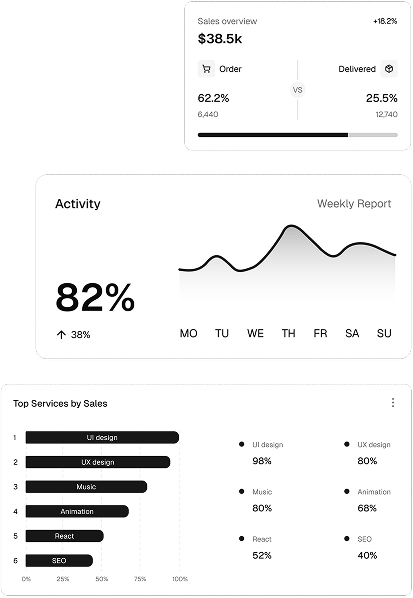 Sales overview +18.2%
$38.5k
Order VS Delivered
62.2% 25.5%
6,440 12,740
Activity Weekly Report
82%
38%
MO TU WE TH FR SA SU
Top Services by Sales
1 UI design
2 UX design
3 Music
4 Animation
5 React
6 SEO
0% 25% 50% 75% 100%
UI design UX design
98% 80%
Music Animation
80% 68%
React SEO
52% 40%